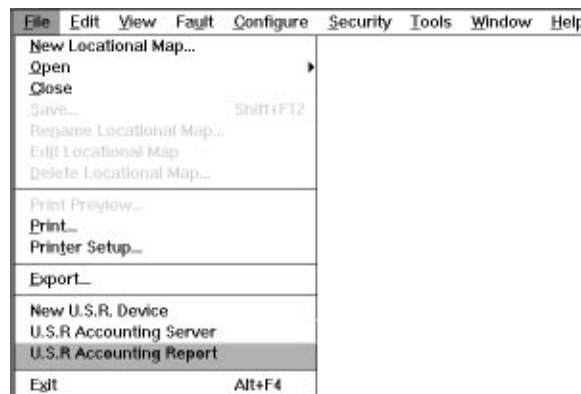 File Edit View Fault Configure Security Tools Window Help
New Locational Map...
Open
Close
Save... Shift+F12
Rename Locational Map...
Edit Locational Map
Delete Locational Map...
Print Preview...
Print...
Printer Setup...
Export...
New U.S.R. Device
U.S.R Accounting Server
U.S.R Accounting Report
Exit Alt+F4